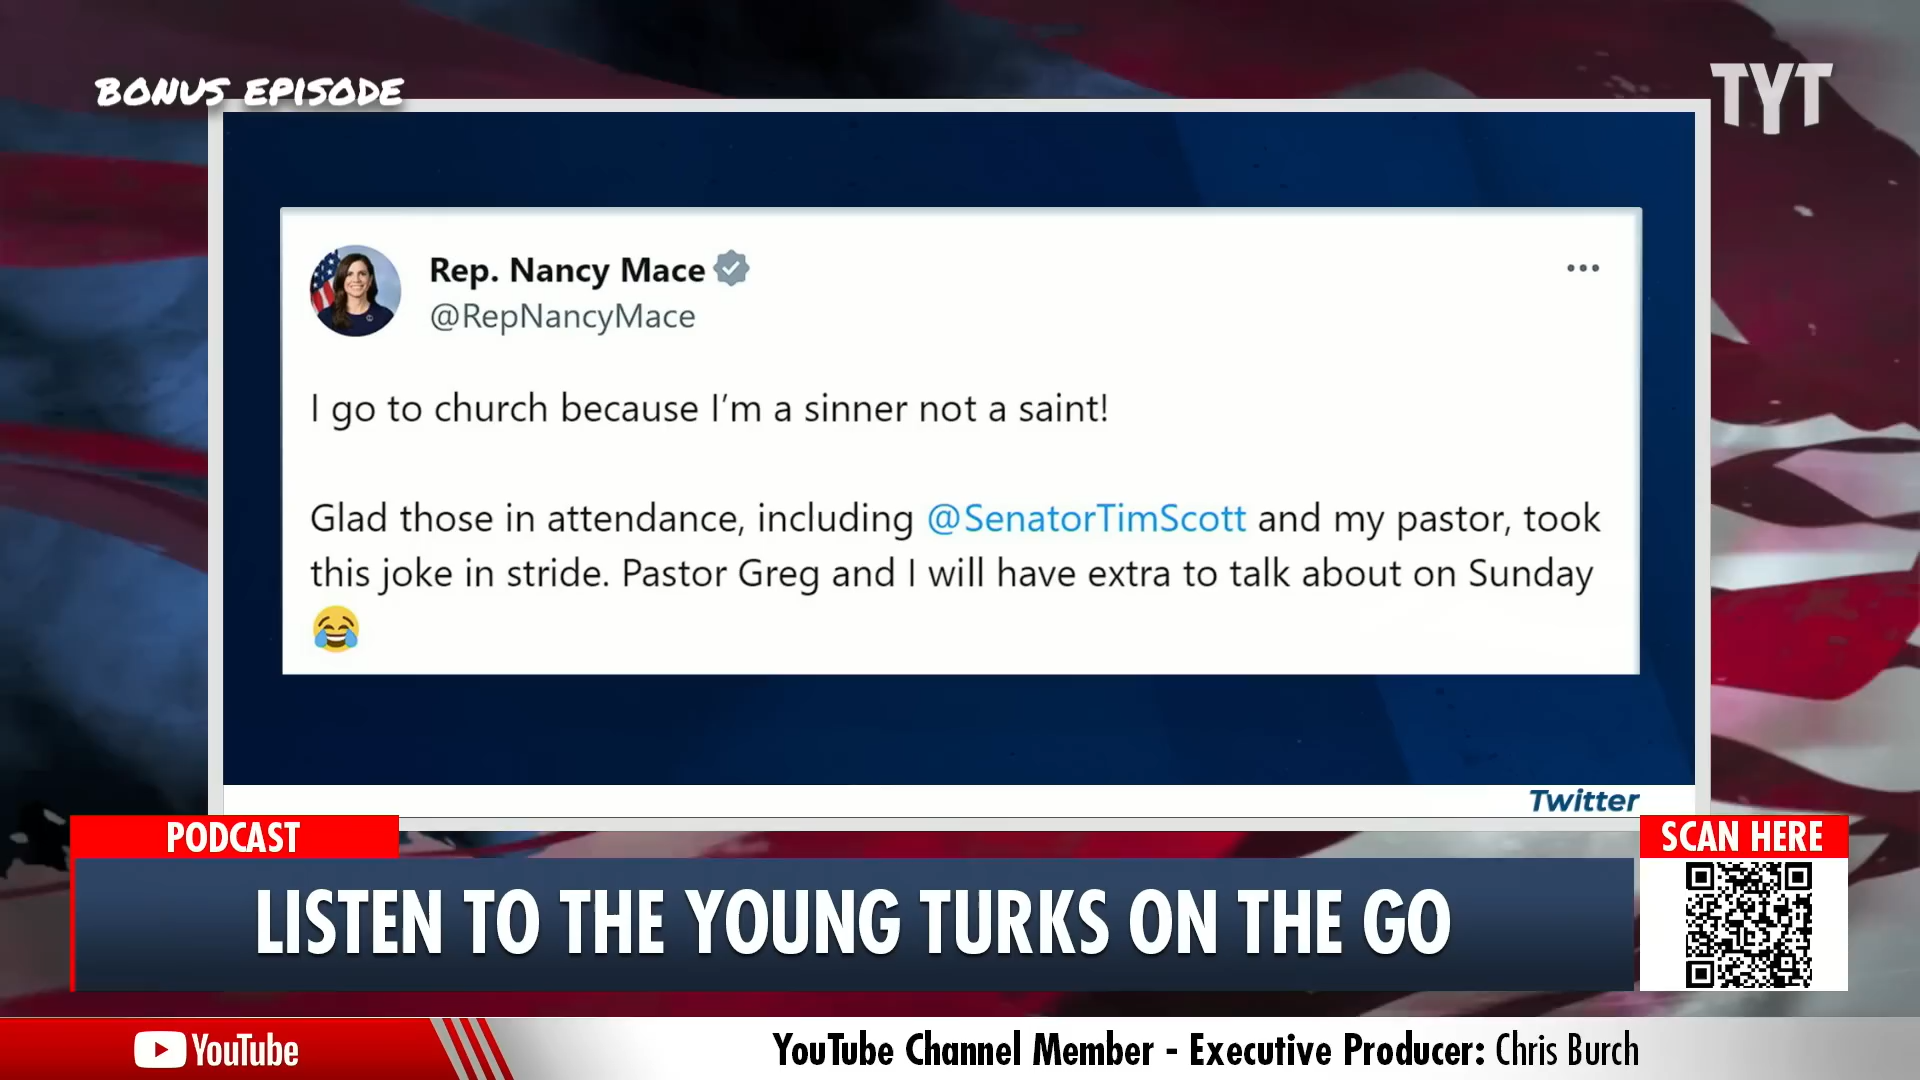 BONUS EPISODE
TYT
Rep. Nancy Mace
@RepNancyMace
I go to church because I'm a sinner not a saint!
Glad those in attendance, including @SenatorTimScott and my pastor, took
this joke in stride. Pastor Greg and I will have extra to talk about on Sunday
Twitter
PODCAST
SCAN HERE
LISTEN TO THE YOUNG TURKS ON THE GO
YouTube
YouTube Channel Member - Executive Producer: Chris Burch